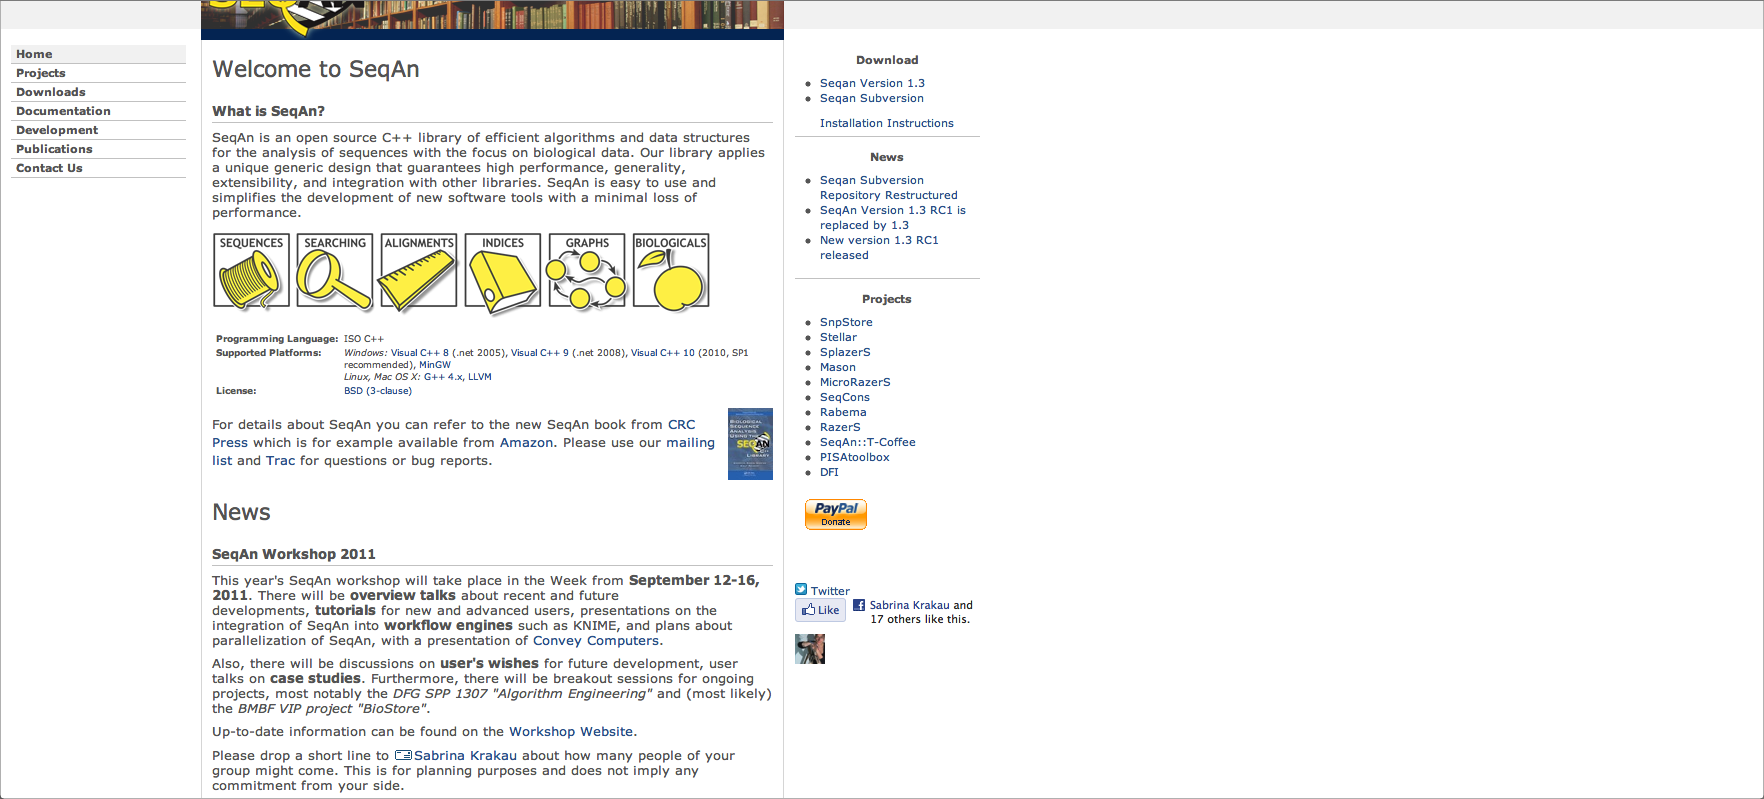 Home
Projects
Downloads
Documentation
Development
Publications
Contact Us
Welcome to SeqAn
What is SeqAn?
SeqAn is an open source C++ library of efficient algorithms and data structures
for the analysis of sequences with the focus on biological data. Our library applies
a unique generic design that guarantees high performance, generality,
extensibility, and integration with other libraries. SeqAn is easy to use and
simplifies the development of new software tools with a minimal loss of
performance.
SEQUENCES SEARCHING ALIGNMENTS INDICES GRAPHS BIOLOGICALS
Programming Language: ISO C++
Supported Platforms: Windows: Visual C++ 8 (.net 2005), Visual C++ 9 (.net 2008), Visual C++ 10 (2010, SP1
recommended), MinGW
Linux, Mac OS X: G++ 4.x, LLVM
License: BSD (3-clause)
For details about SeqAn you can refer to the new SeqAn book from CRC
Press which is for example available from Amazon. Please use our mailing
list and Trac for questions or bug reports.
BIOLOGICAL
SEQUENCE
ANALYSIS
USING THE
SEQAN
C++
LIBRARY
News
SeqAn Workshop 2011
This year's SeqAn workshop will take place in the Week from September 12-16,
2011. There will be overview talks about recent and future
developments, tutorials for new and advanced users, presentations on the
integration of SeqAn into workflow engines such as KNIME, and plans about
parallelization of SeqAn, with a presentation of Convey Computers.
Also, there will be discussions on user's wishes for future development, user
talks on case studies. Furthermore, there will be breakout sessions for ongoing
projects, most notably the DFG SPP 1307 "Algorithm Engineering" and (most likely)
the BMBF VIP project "BioStore".
Up-to-date information can be found on the Workshop Website.
Please drop a short line to Sabrina Krakau about how many people of your
group might come. This is for planning purposes and does not imply any
commitment from your side.
Download
Seqan Version 1.3
Seqan Subversion
Installation Instructions
News
Seqan Subversion
Repository Restructured
SeqAn Version 1.3 RC1 is
replaced by 1.3
New version 1.3 RC1
released
Projects
SnpStore
Stellar
SplazerS
Mason
MicroRazerS
SeqCons
Rabema
RazerS
SeqAn::T-Coffee
PISAtoolbox
DFI
PayPal
Donate
Twitter
Like
Sabrina Krakau and
17 others like this.